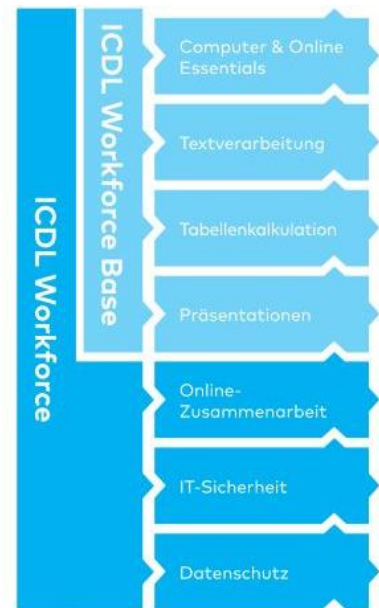 ICDL Workforce
ICDL Workforce Base
Computer & Online
Essentials
Textverarbeitung
Tabellenkalkulation
Präsentationen
Online-
Zusammenarbeit
IT-Sicherheit
Datenschutz